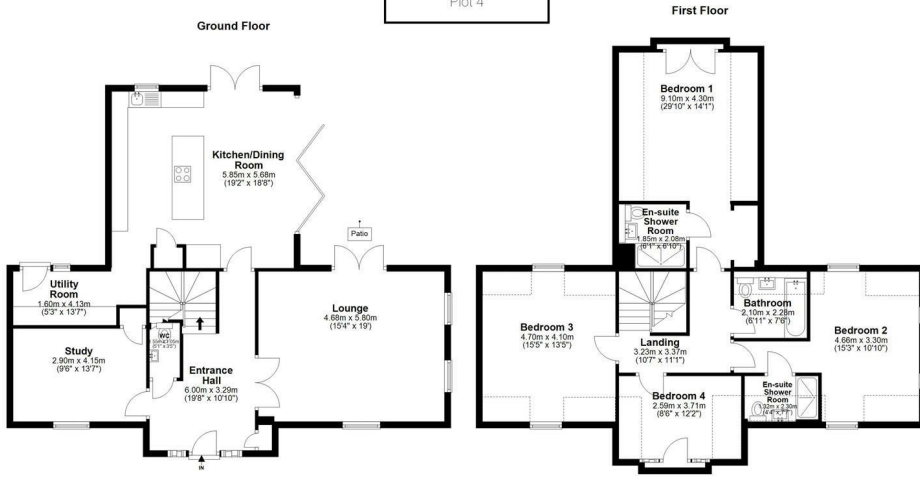 Plot 4
Ground Floor
Kitchen/Dining
Room
5.85m x 5.68m
(19'2" x 18'8")
Patio
Utility
Room
1.60m x 4.13m
(5'3" x 13'7")
Lounge
4.68m x 5.80m
(15'4" x 19')
WC
Study
2.90m x 4.15m
(9'6" x 13'7")
Entrance
Hall
6.00m x 3.29m
(19'8" x 10'10")
IN
First Floor
Bedroom 1
9.10m x 4.30m
(29'10" x 14'1")
En-suite
Shower
Room
1.85m x 2.08m
(6'1" x 6'10")
Bathroom
2.10m x 2.28m
(6'11" x 7'6")
Bedroom 3
4.70m x 4.10m
(15'5" x 13'5")
Landing
3.23m x 3.37m
(10'7" x 11'1")
Bedroom 2
4.66m x 3.30m
(15'3" x 10'10")
Bedroom 4
2.59m x 3.71m
(8'6" x 12'2")
En-suite
Shower
Room